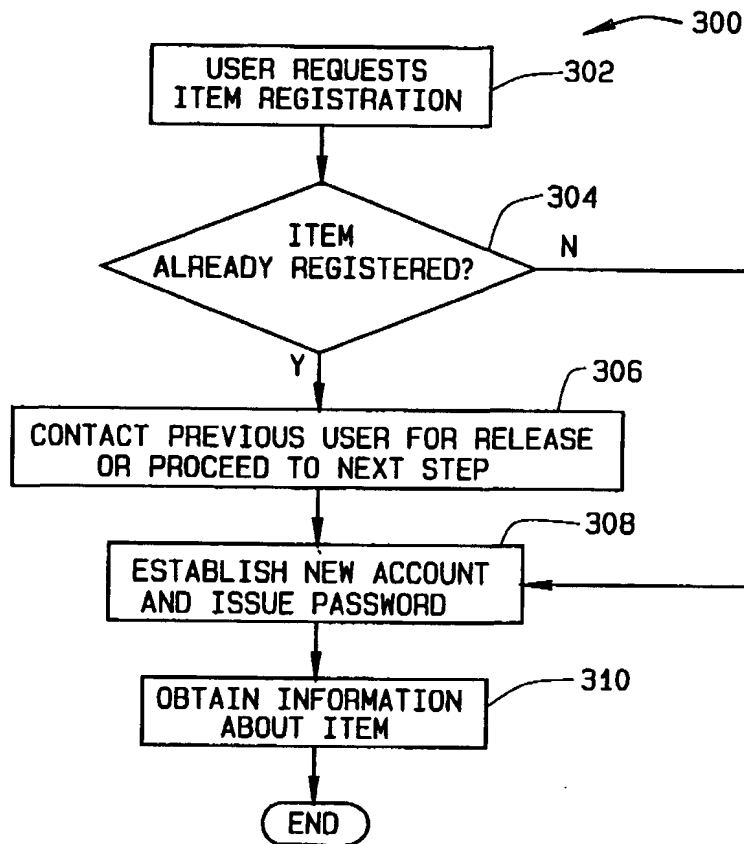 300
USER REQUESTS
ITEM REGISTRATION
302
304
ITEM
ALREADY REGISTERED?
N
Y
306
CONTACT PREVIOUS USER FOR RELEASE
OR PROCEED TO NEXT STEP
308
ESTABLISH NEW ACCOUNT
AND ISSUE PASSWORD
310
OBTAIN INFORMATION
ABOUT ITEM
END